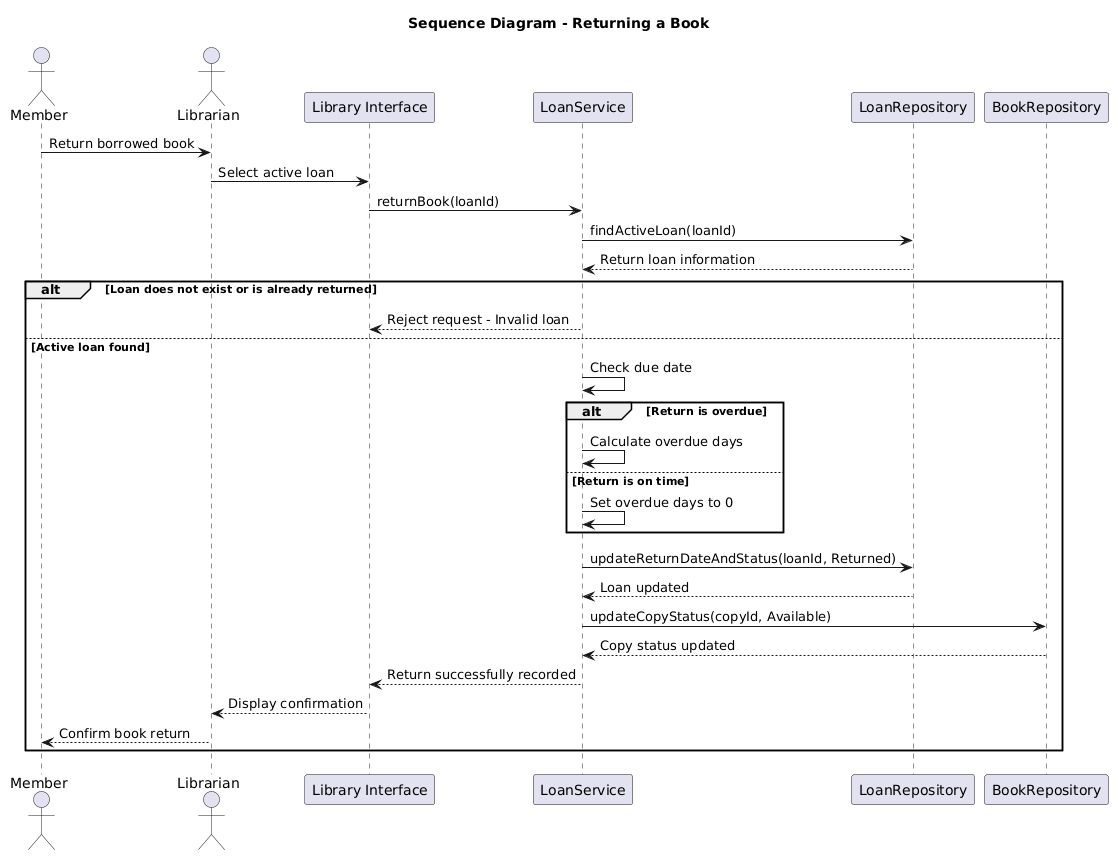 Sequence Diagram - Returning a Book
Member
Librarian
Library Interface
LoanService
LoanRepository
BookRepository
Return borrowed book
Select active loan
returnBook(loanId)
findActiveLoan(loanId)
Return loan information
alt [Loan does not exist or is already returned]
Reject request - Invalid loan
[Active loan found]
Check due date
alt [Return is overdue]
Calculate overdue days
[Return is on time]
Set overdue days to 0
updateReturnDateAndStatus(loanId, Returned)
Loan updated
updateCopyStatus(copyId, Available)
Copy status updated
Return successfully recorded
Display confirmation
Confirm book return
Member
Librarian
Library Interface
LoanService
LoanRepository
BookRepository